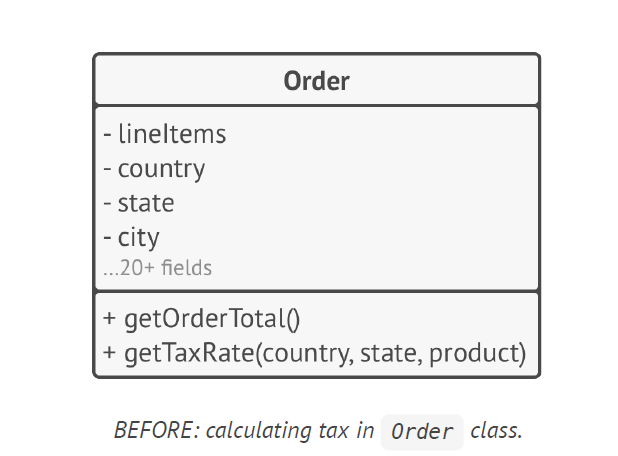 Order
- lineItems
- country
- state
- city
...20+ fields
+ getOrderTotal()
+ getTaxRate(country, state, product)
BEFORE: calculating tax in Order class.